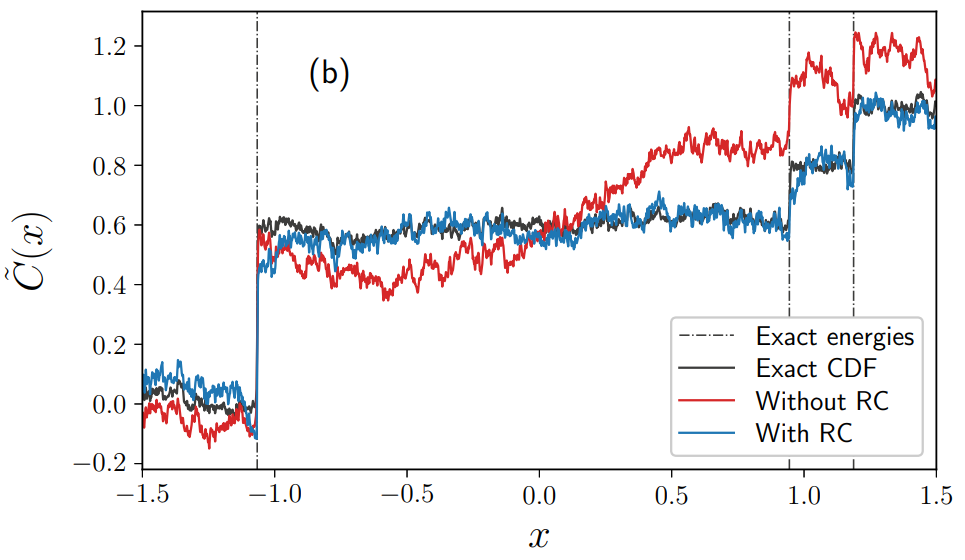 (b)
1.2
1.0
0.8
0.6
0.4
0.2
0.0
−0.2
C̃(x)
Exact energies
Exact CDF
Without RC
With RC
−1.5 −1.0 −0.5 0.0 0.5 1.0 1.5
x